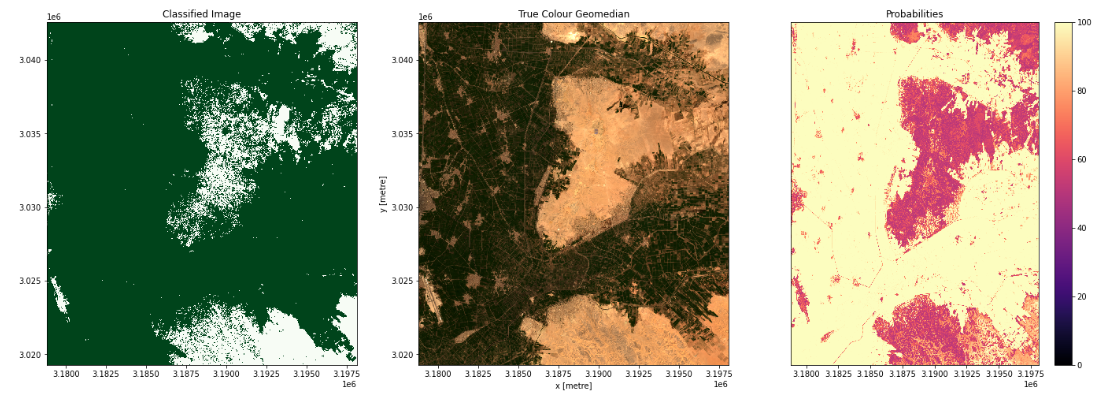 Classified Image
1e6
3.040
3.035
3.030
3.025
3.020
3.1800 3.1825 3.1850 3.1875 3.1900 3.1925 3.1950 3.1975
1e6
True Colour Geomedian
1e6
3.040
3.035
3.030
3.025
3.020
y [metre]
3.1800 3.1825 3.1850 3.1875 3.1900 3.1925 3.1950 3.1975
x [metre]
1e6
Probabilities
3.1800 3.1825 3.1850 3.1875 3.1900 3.1925 3.1950 3.1975
1e6
100
80
60
40
20
0